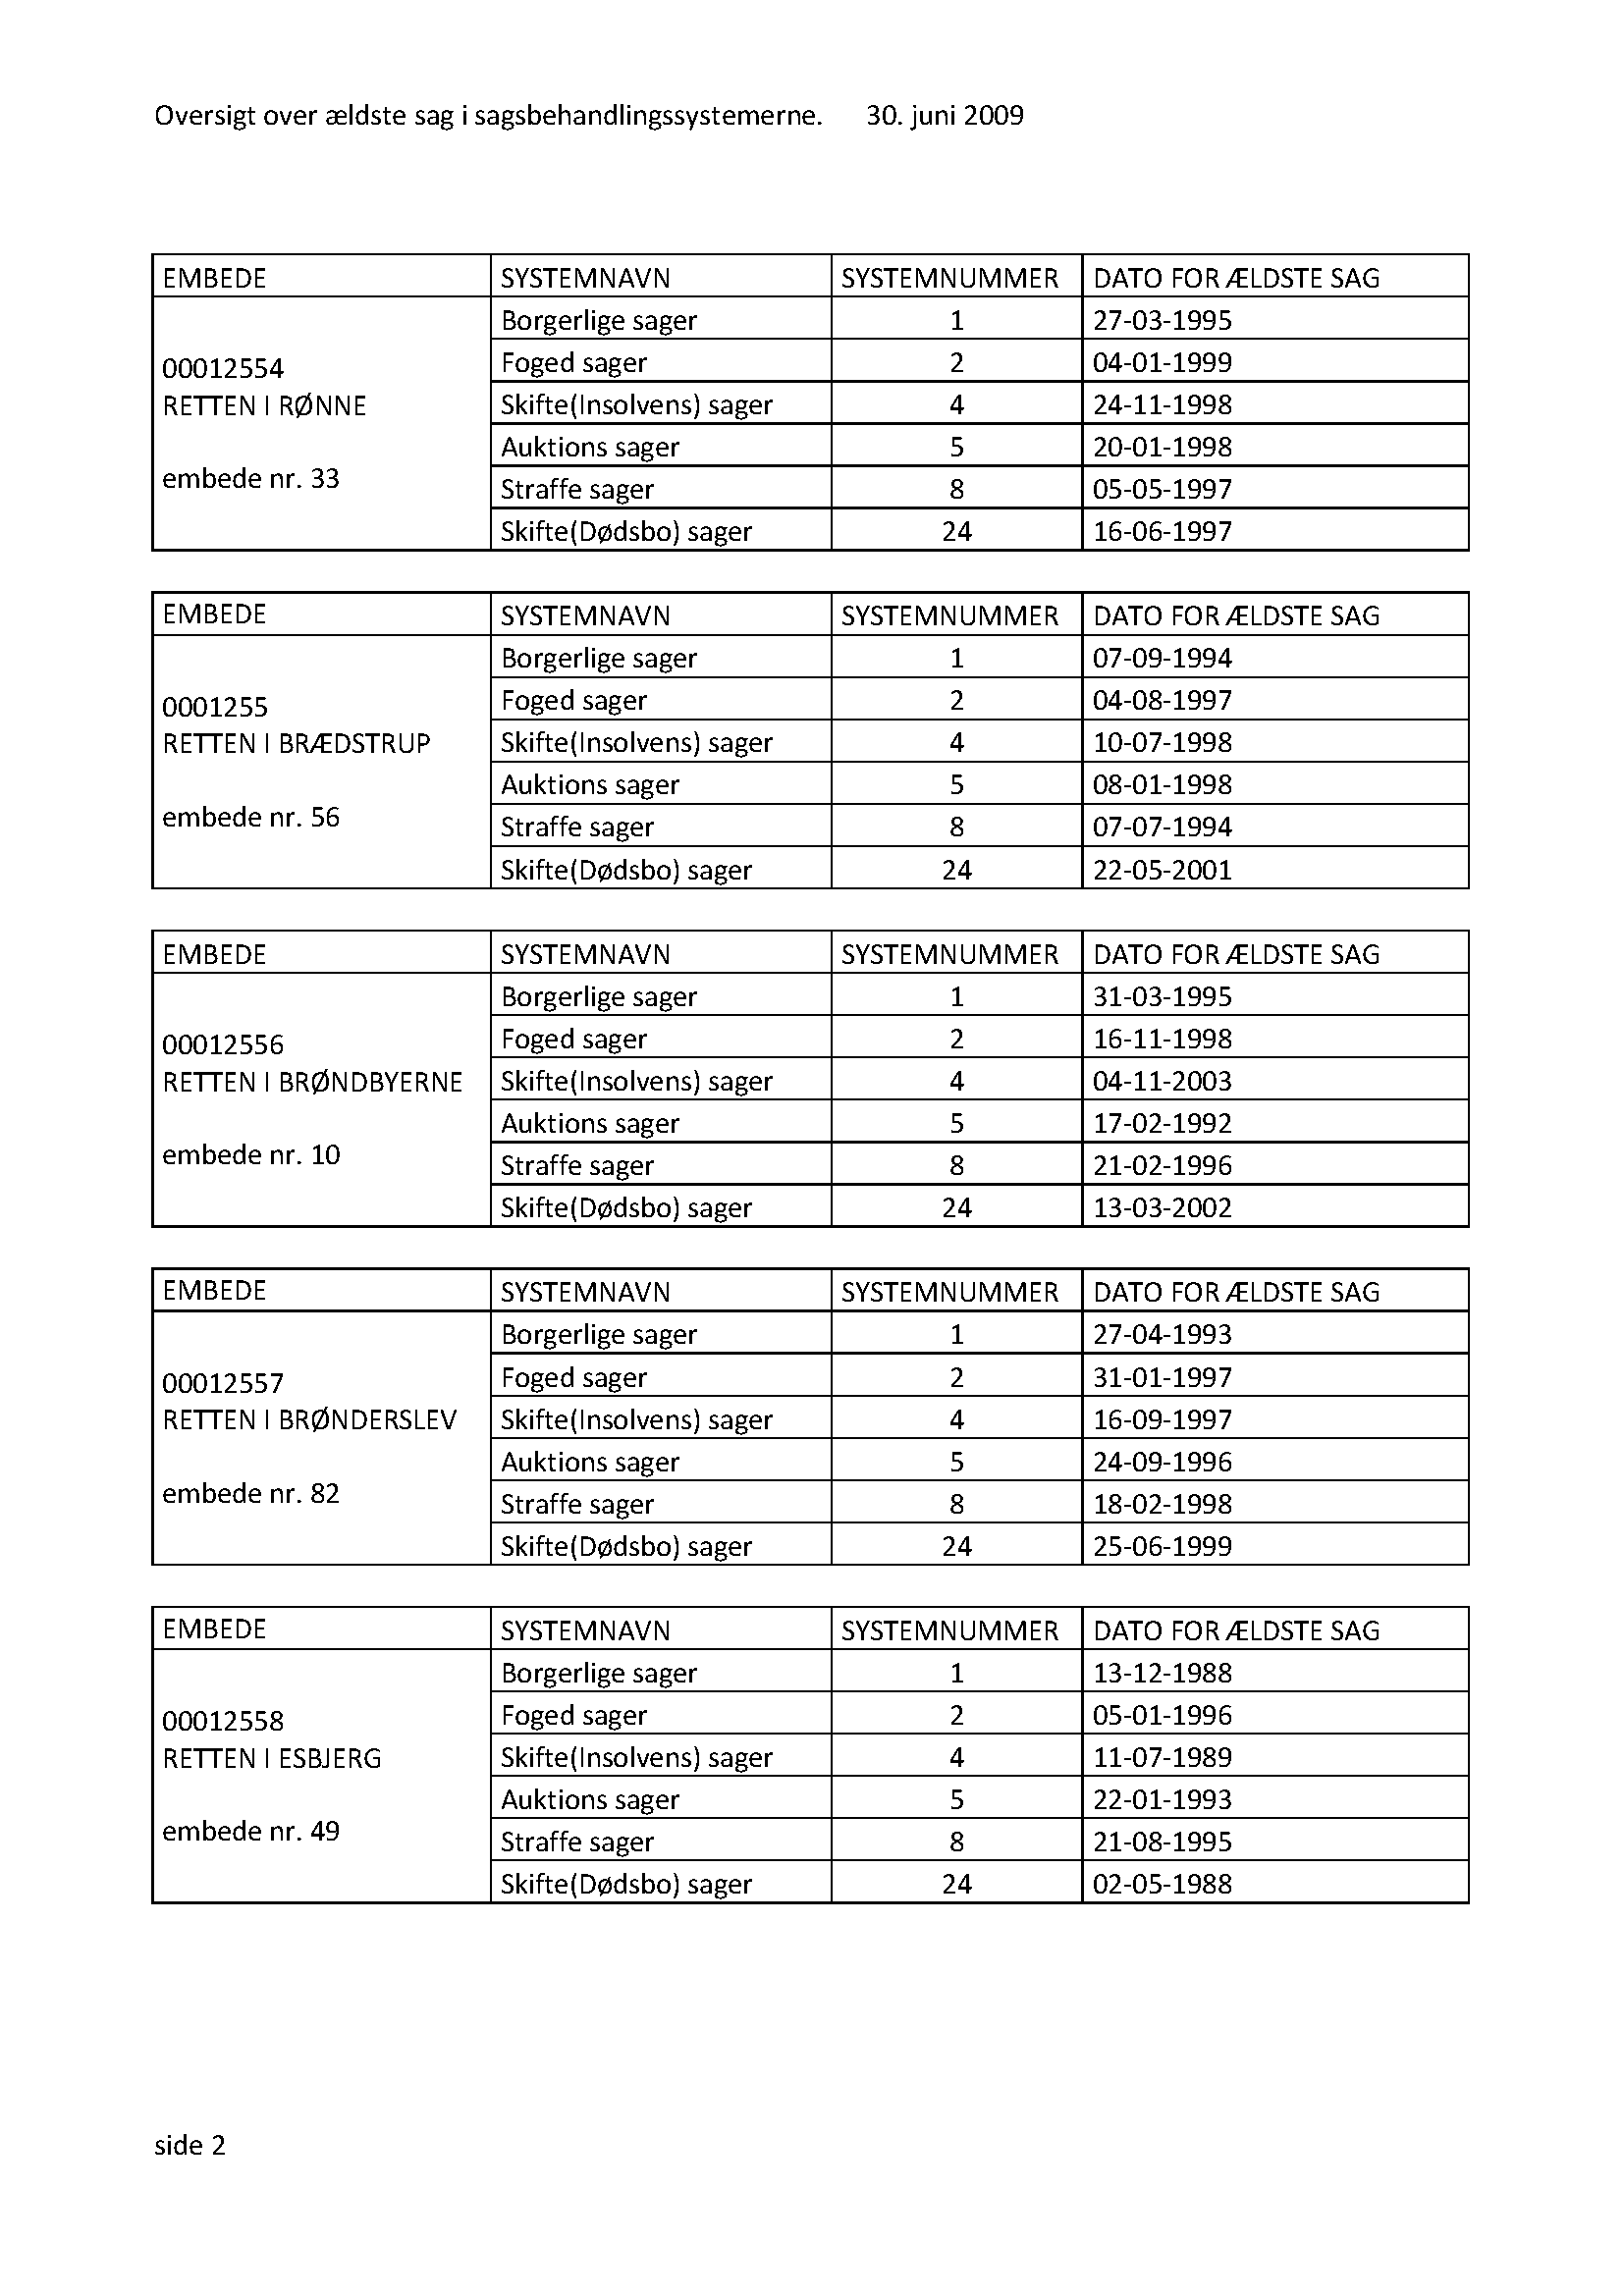 Oversigt over ældste sag i sagsbehandlingssystemerne. 30. juni 2009
EMBEDE SYSTEMNAVN SYSTEMNUMMER DATO FOR ÆLDSTE SAG
00012554
RETTEN I RØNNE
embede nr. 33
Borgerlige sager 1 27-03-1995
Foged sager 2 04-01-1999
Skifte(Insolvens) sager 4 24-11-1998
Auktions sager 5 20-01-1998
Straffe sager 8 05-05-1997
Skifte(Dødsbo) sager 24 16-06-1997
EMBEDE SYSTEMNAVN SYSTEMNUMMER DATO FOR ÆLDSTE SAG
0001255
RETTEN I BRÆDSTRUP
embede nr. 56
Borgerlige sager 1 07-09-1994
Foged sager 2 04-08-1997
Skifte(Insolvens) sager 4 10-07-1998
Auktions sager 5 08-01-1998
Straffe sager 8 07-07-1994
Skifte(Dødsbo) sager 24 22-05-2001
EMBEDE SYSTEMNAVN SYSTEMNUMMER DATO FOR ÆLDSTE SAG
00012556
RETTEN I BRØNDBYERNE
embede nr. 10
Borgerlige sager 1 31-03-1995
Foged sager 2 16-11-1998
Skifte(Insolvens) sager 4 04-11-2003
Auktions sager 5 17-02-1992
Straffe sager 8 21-02-1996
Skifte(Dødsbo) sager 24 13-03-2002
EMBEDE SYSTEMNAVN SYSTEMNUMMER DATO FOR ÆLDSTE SAG
00012557
RETTEN I BRØNDERSLEV
embede nr. 82
Borgerlige sager 1 27-04-1993
Foged sager 2 31-01-1997
Skifte(Insolvens) sager 4 16-09-1997
Auktions sager 5 24-09-1996
Straffe sager 8 18-02-1998
Skifte(Dødsbo) sager 24 25-06-1999
EMBEDE SYSTEMNAVN SYSTEMNUMMER DATO FOR ÆLDSTE SAG
00012558
RETTEN I ESBJERG
embede nr. 49
Borgerlige sager 1 13-12-1988
Foged sager 2 05-01-1996
Skifte(Insolvens) sager 4 11-07-1989
Auktions sager 5 22-01-1993
Straffe sager 8 21-08-1995
Skifte(Dødsbo) sager 24 02-05-1988
side 2